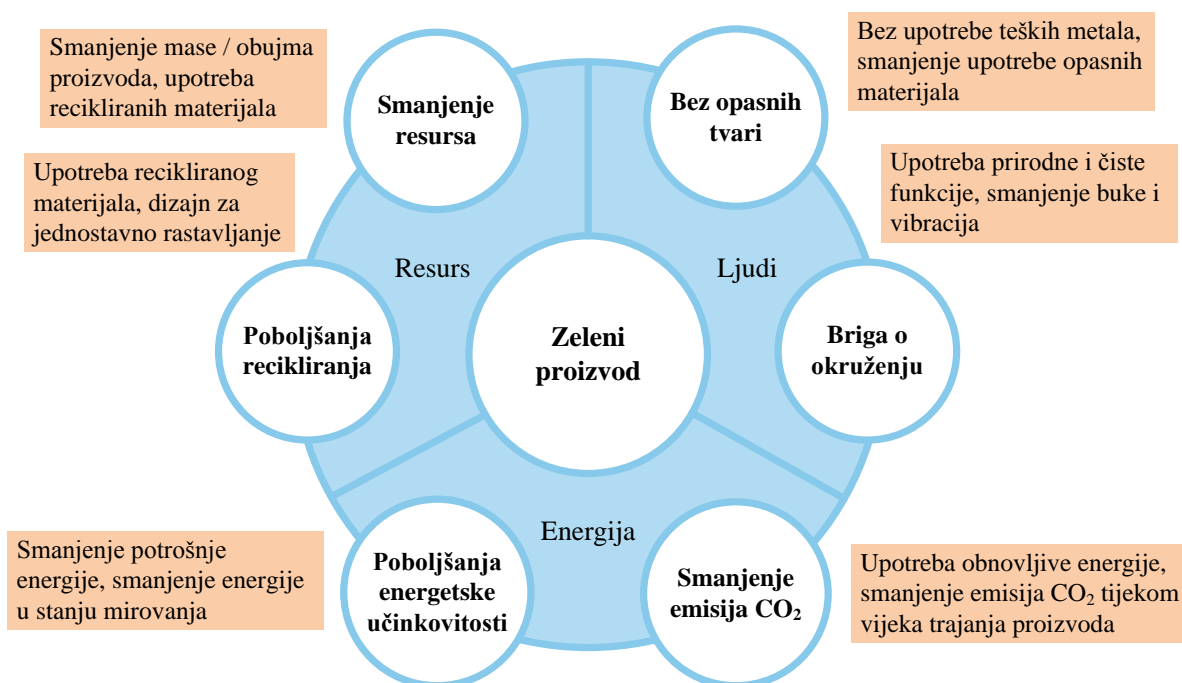 Smanjenje mase / obujma
proizvoda, upotreba
recikliranih materijala
Smanjenje
resursa
Bez opasnih
tvari
Bez upotrebe teških metala,
smanjenje upotrebe opasnih
materijala
Upotreba recikliranog
materijala, dizajn za
jednostavno rastavljanje
Upotreba prirodne i čiste
funkcije, smanjenje buke i
vibracija
Resurs
Ljudi
Poboljšanja
recikliranja
Zeleni
proizvod
Briga o
okruženju
Energija
Smanjenje potrošnje
energije, smanjenje energije
u stanju mirovanja
Poboljšanja
energetske
učinkovitosti
Smanjenje
emisija CO₂
Upotreba obnovljive energije,
smanjenje emisija CO₂ tijekom
vijeka trajanja proizvoda